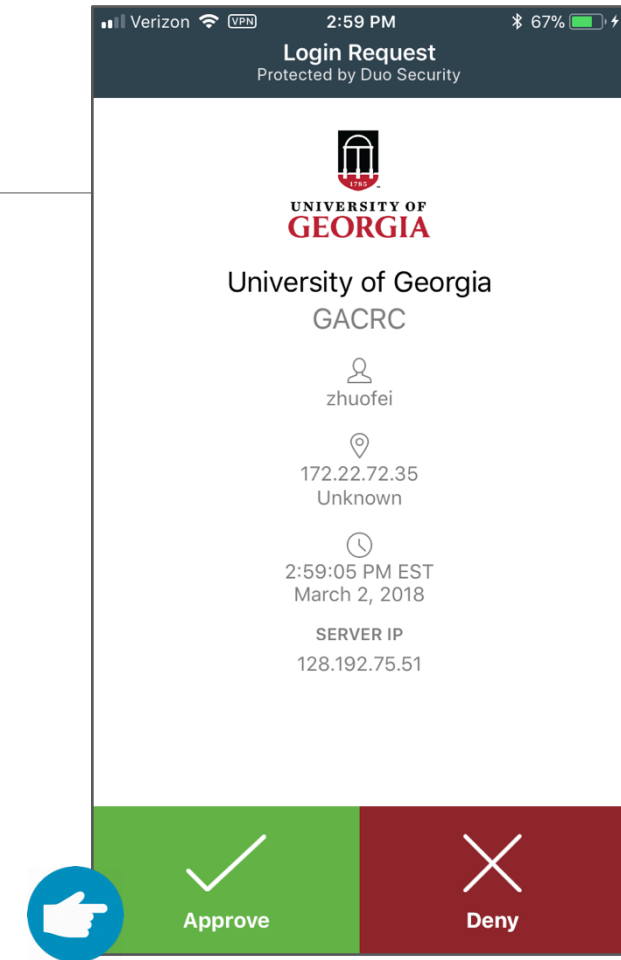 Verizon VPN 2:59 PM 67%
Login Request
Protected by Duo Security
1785
UNIVERSITY OF
GEORGIA
University of Georgia
GACRC
zhuofei
172.22.72.35
Unknown
2:59:05 PM EST
March 2, 2018
SERVER IP
128.192.75.51
Approve Deny